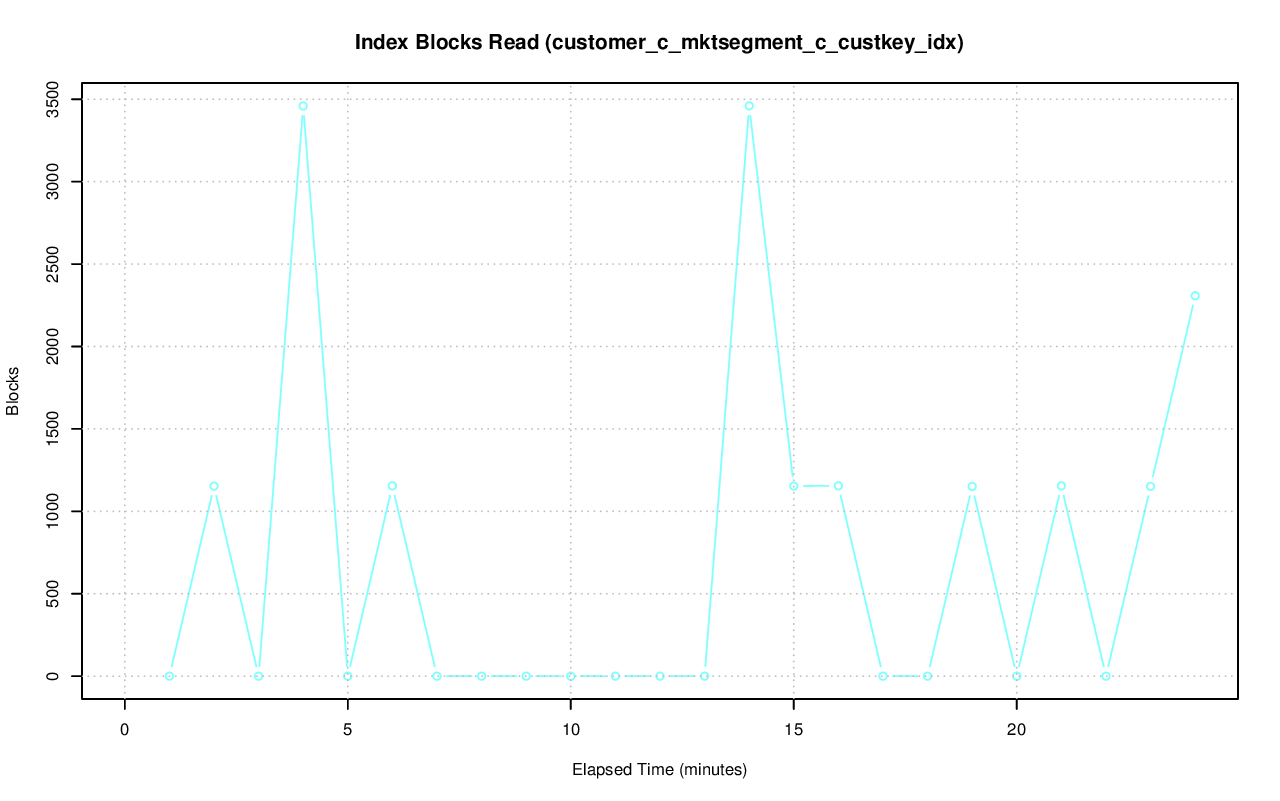 Index Blocks Read (customer_c_mktsegment_c_custkey_idx)
3500
3000
2500
2000
1500
1000
500
0
Blocks
0 5 10 15 20
Elapsed Time (minutes)